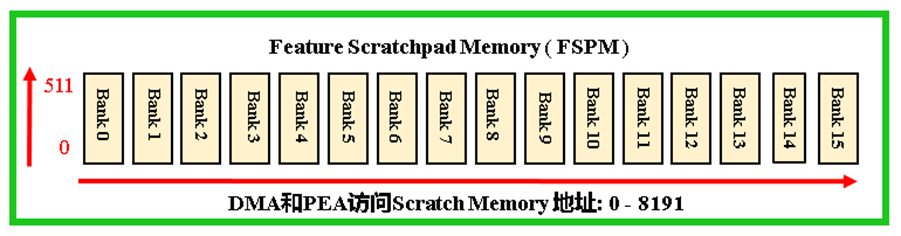 Feature Scratchpad Memory ( FSPM )
511
0
Bank 0
Bank 1
Bank 2
Bank 3
Bank 4
Bank 5
Bank 6
Bank 7
Bank 8
Bank 9
Bank 10
Bank 11
Bank 12
Bank 13
Bank 14
Bank 15
DMA和PEA访问Scratch Memory 地址: 0 - 8191